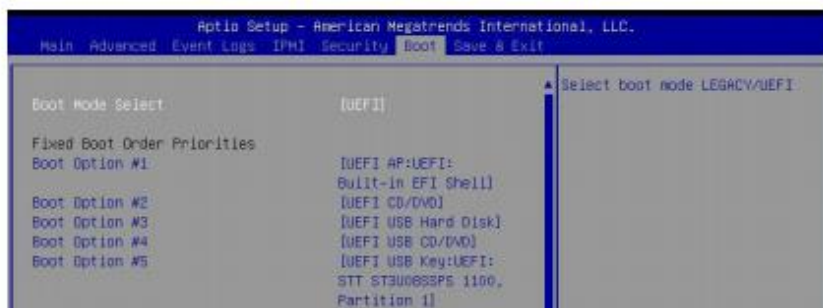 Aptio Setup - American Megatrends International, LLC.
Main Advanced Event Logs IPMI Security Boot Save & Exit
Boot Mode Select [UEFI]
Select boot mode LEGACY/UEFI
Fixed Boot Order Priorities
Boot Option #1 [UEFI AP:UEFI:
Built-in EFI Shell]
Boot Option #2 [UEFI CD/DVD]
Boot Option #3 [UEFI USB Hard Disk]
Boot Option #4 [UEFI USB CD/DVD]
Boot Option #5 [UEFI USB Key:UEFI:
STT 1100,
Partition 1]